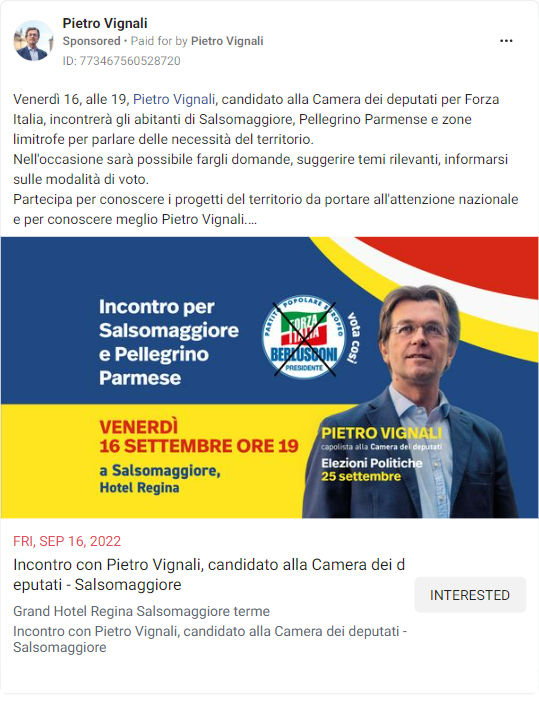 Pietro Vignali
Sponsored • Paid for by Pietro Vignali
ID: 773467560528720
Venerdì 16, alle 19, Pietro Vignali, candidato alla Camera dei deputati per Forza
Italia, incontrerà gli abitanti di Salsomaggiore, Pellegrino Parmense e zone
limitrofe per parlare delle necessità del territorio.
Nell'occasione sarà possibile fargli domande, suggerire temi rilevanti, informarsi
sulle modalità di voto.
Partecipa per conoscere i progetti del territorio da portare all'attenzione nazionale
e per conoscere meglio Pietro Vignali....
Incontro per
Salsomaggiore
e Pellegrino
Parmese
PARTITO POPOLARE EUROPEO
FORZA
ITALIA
BERLUSCONI
PRESIDENTE
vota così
VENERDÌ
16 SETTEMBRE ORE 19
a Salsomaggiore,
Hotel Regina
PIETRO VIGNALI
capolista alla Camera dei deputati
Elezioni Politiche
25 settembre
FRI, SEP 16, 2022
Incontro con Pietro Vignali, candidato alla Camera dei d
eputati - Salsomaggiore
Grand Hotel Regina Salsomaggiore terme
Incontro con Pietro Vignali, candidato alla Camera dei deputati -
Salsomaggiore
INTERESTED